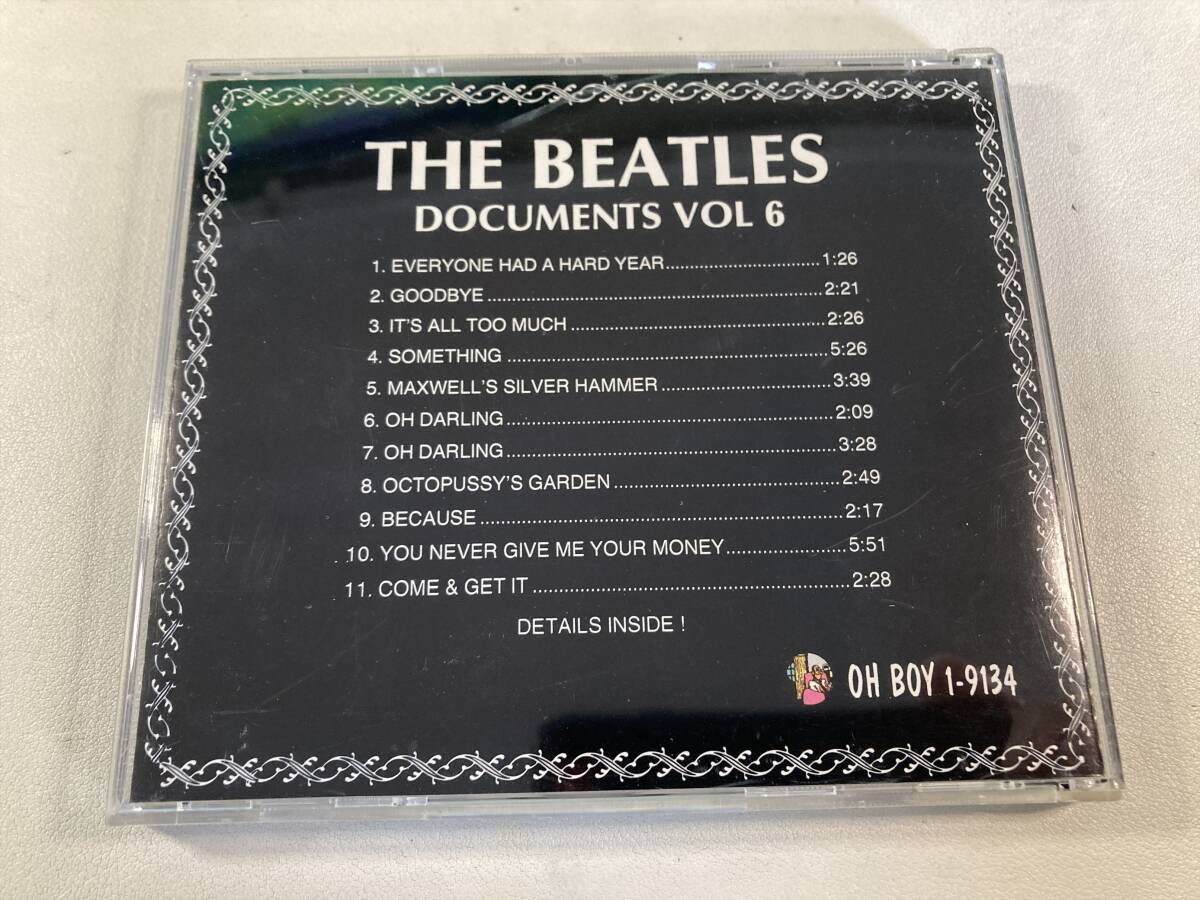 THE BEATLES
DOCUMENTS VOL 6
1. EVERYONE HAD A HARD YEAR..............................1:26
2. GOODBYE..............................2:21
3. IT'S ALL TOO MUCH..............................2:26
4. SOMETHING..............................5:26
5. MAXWELL'S SILVER HAMMER..............................3:39
6. OH DARLING..............................2:09
7. OH DARLING..............................3:28
8. OCTOPUSSY'S GARDEN..............................2:49
9. BECAUSE..............................2:17
10. YOU NEVER GIVE ME YOUR MONEY.......................5:51
11. COME & GET IT..............................2:28
DETAILS INSIDE !
OH BOY 1-9134